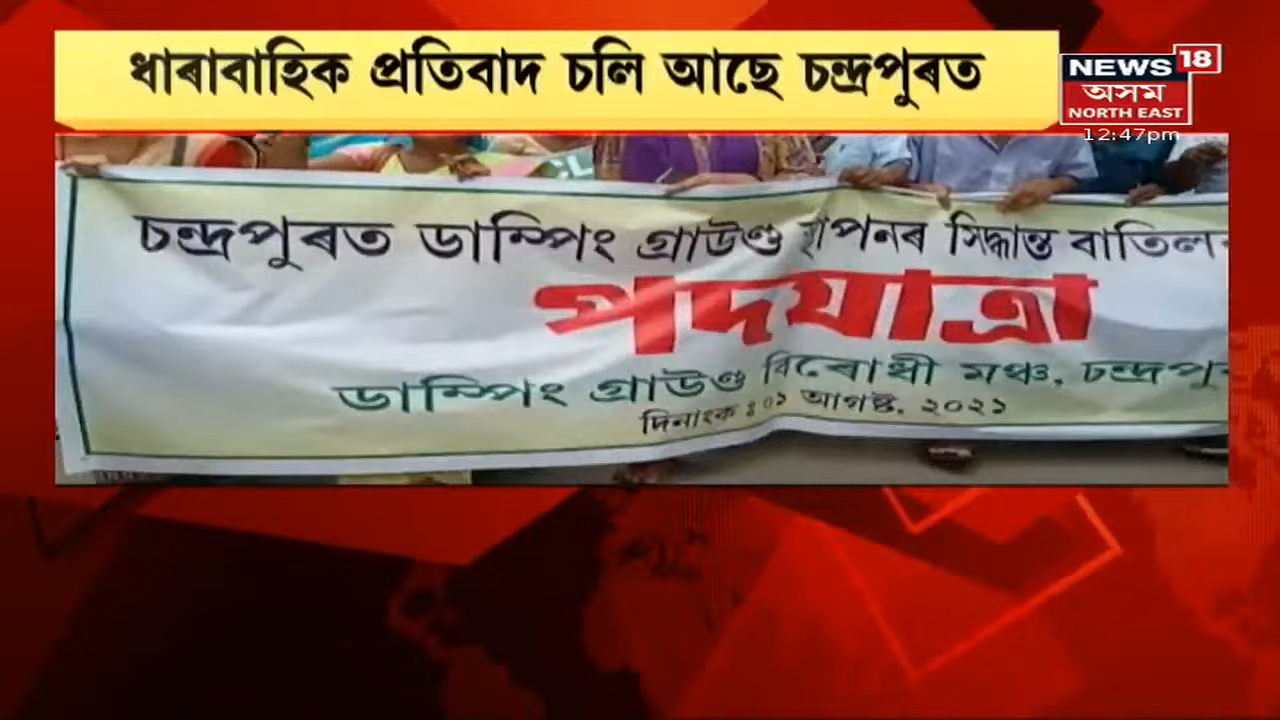 ধাৰাবাহিক প্ৰতিবাদ চলি আছে চন্দ্ৰপুৰত
NEWS 18
অসম
NORTH EAST
12:47pm
চন্দ্ৰপুৰত ডাম্পিং গ্ৰাউণ্ড স্থাপনৰ সিদ্ধান্ত বাতিল
পদযাত্ৰা
ডাম্পিং গ্ৰাউণ্ড বিৰোধী মঞ্চ, চন্দ্ৰপু
দিনাংক ঃ ০১ আগষ্ট, ২০২১